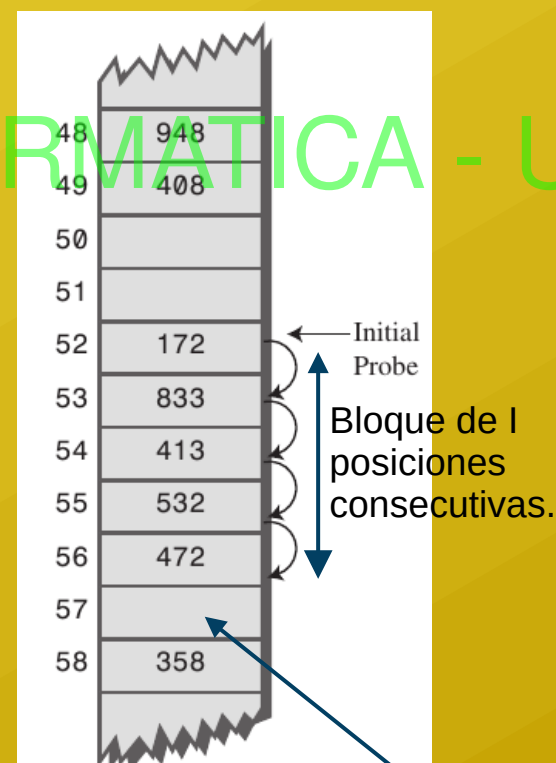 RMATICA - U
48 948
49 408
50
51
52 172
53 833
54 413
55 532
56 472
57
58 358
Initial
Probe
Bloque de I
posiciones
consecutivas.